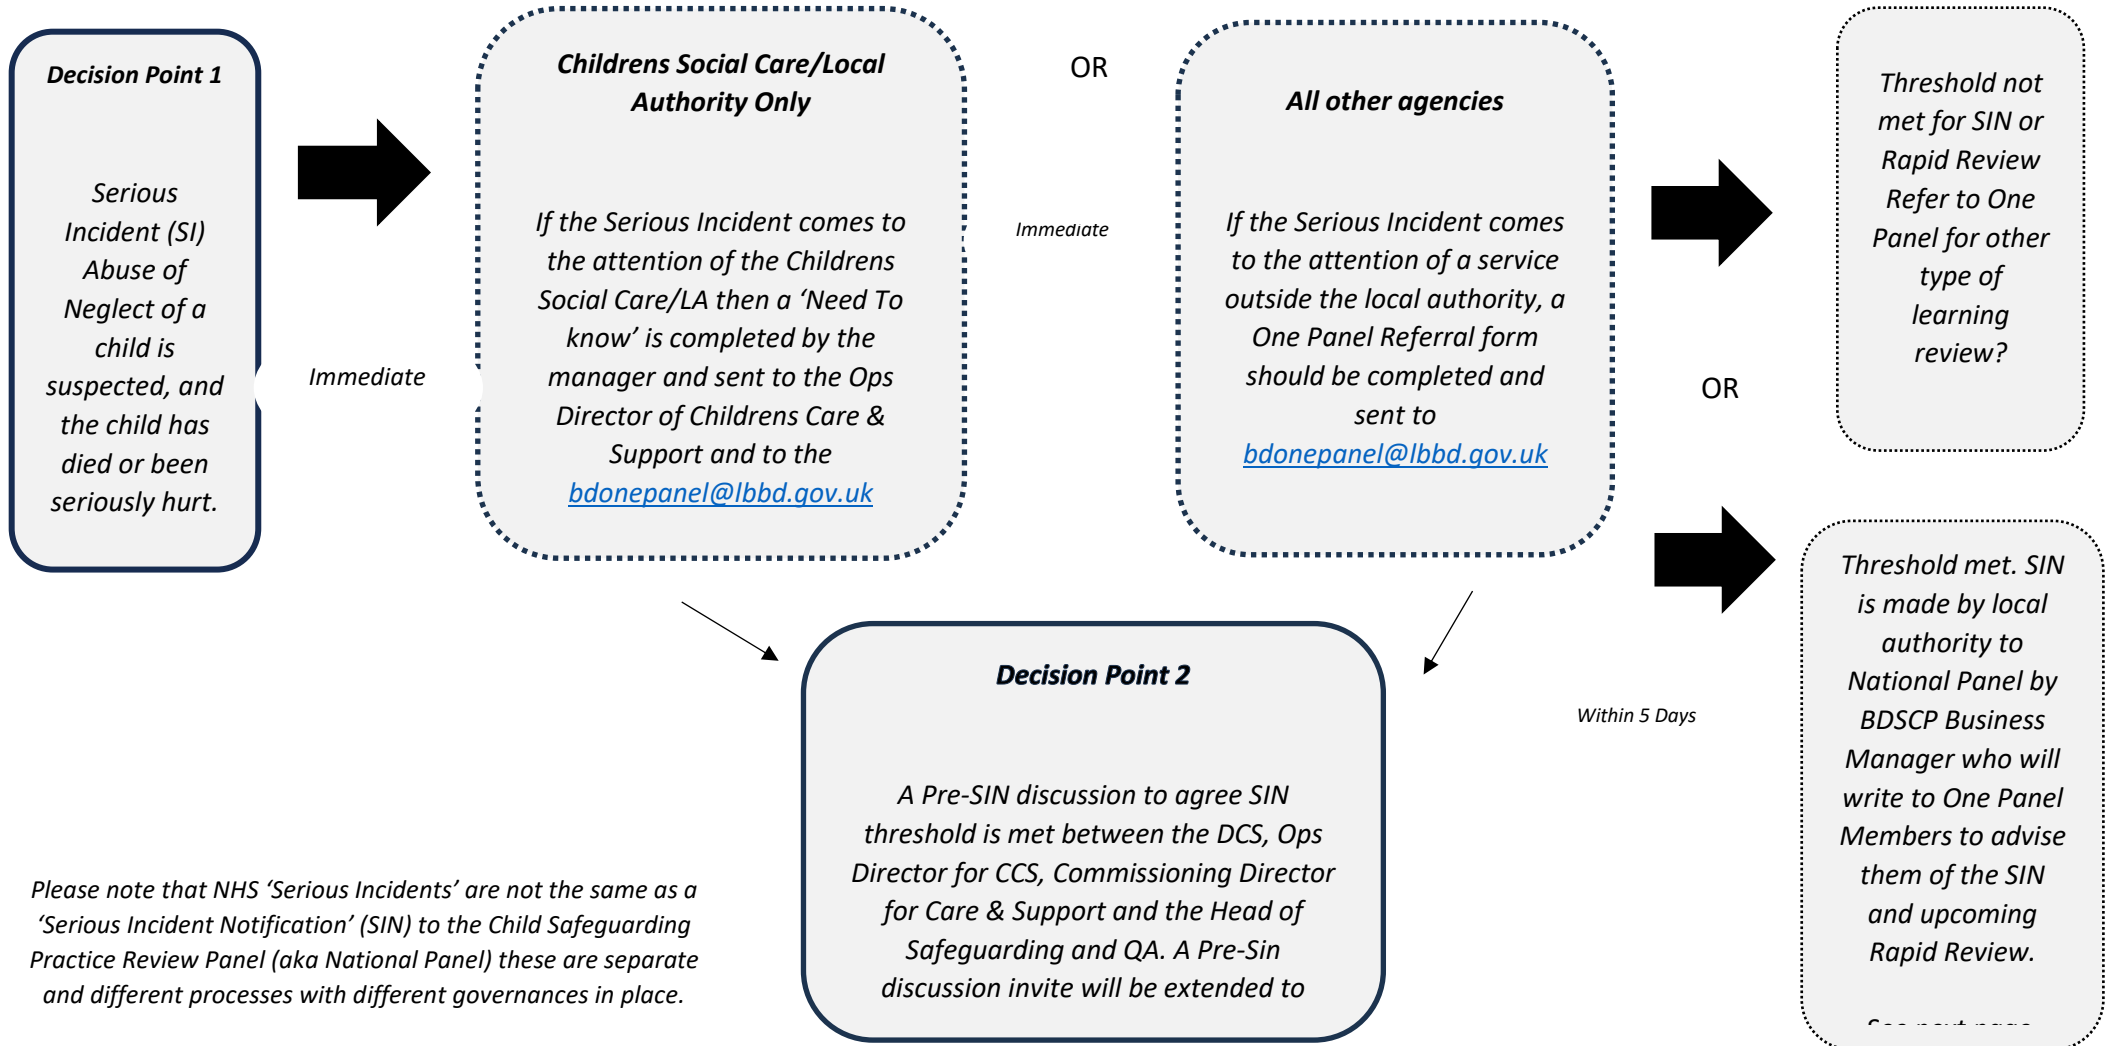 Decision Point 1
Serious
Incident (SI)
Abuse of
Neglect of a
child is
suspected, and
the child has
died or been
seriously hurt.
Immediate
Childrens Social Care/Local
Authority Only
If the Serious Incident comes to
the attention of the Childrens
Social Care/LA then a ‘Need To
know’ is completed by the
manager and sent to the Ops
Director of Childrens Care &
Support and to the
bdonepanel@lbbd.gov.uk
OR
Immediate
All other agencies
If the Serious Incident comes
to the attention of a service
outside the local authority, a
One Panel Referral form
should be completed and
sent to
bdonepanel@lbbd.gov.uk
Threshold not
met for SIN or
Rapid Review
Refer to One
Panel for other
type of
learning
review?
OR
Threshold met. SIN
is made by local
authority to
National Panel by
BDSCP Business
Manager who will
write to One Panel
Members to advise
them of the SIN
and upcoming
Rapid Review.
See next page
Within 5 Days
Decision Point 2
A Pre-SIN discussion to agree SIN
threshold is met between the DCS, Ops
Director for CCS, Commissioning Director
for Care & Support and the Head of
Safeguarding and QA. A Pre-Sin
discussion invite will be extended to
Please note that NHS ‘Serious Incidents’ are not the same as a
‘Serious Incident Notification’ (SIN) to the Child Safeguarding
Practice Review Panel (aka National Panel) these are separate
and different processes with different governances in place.